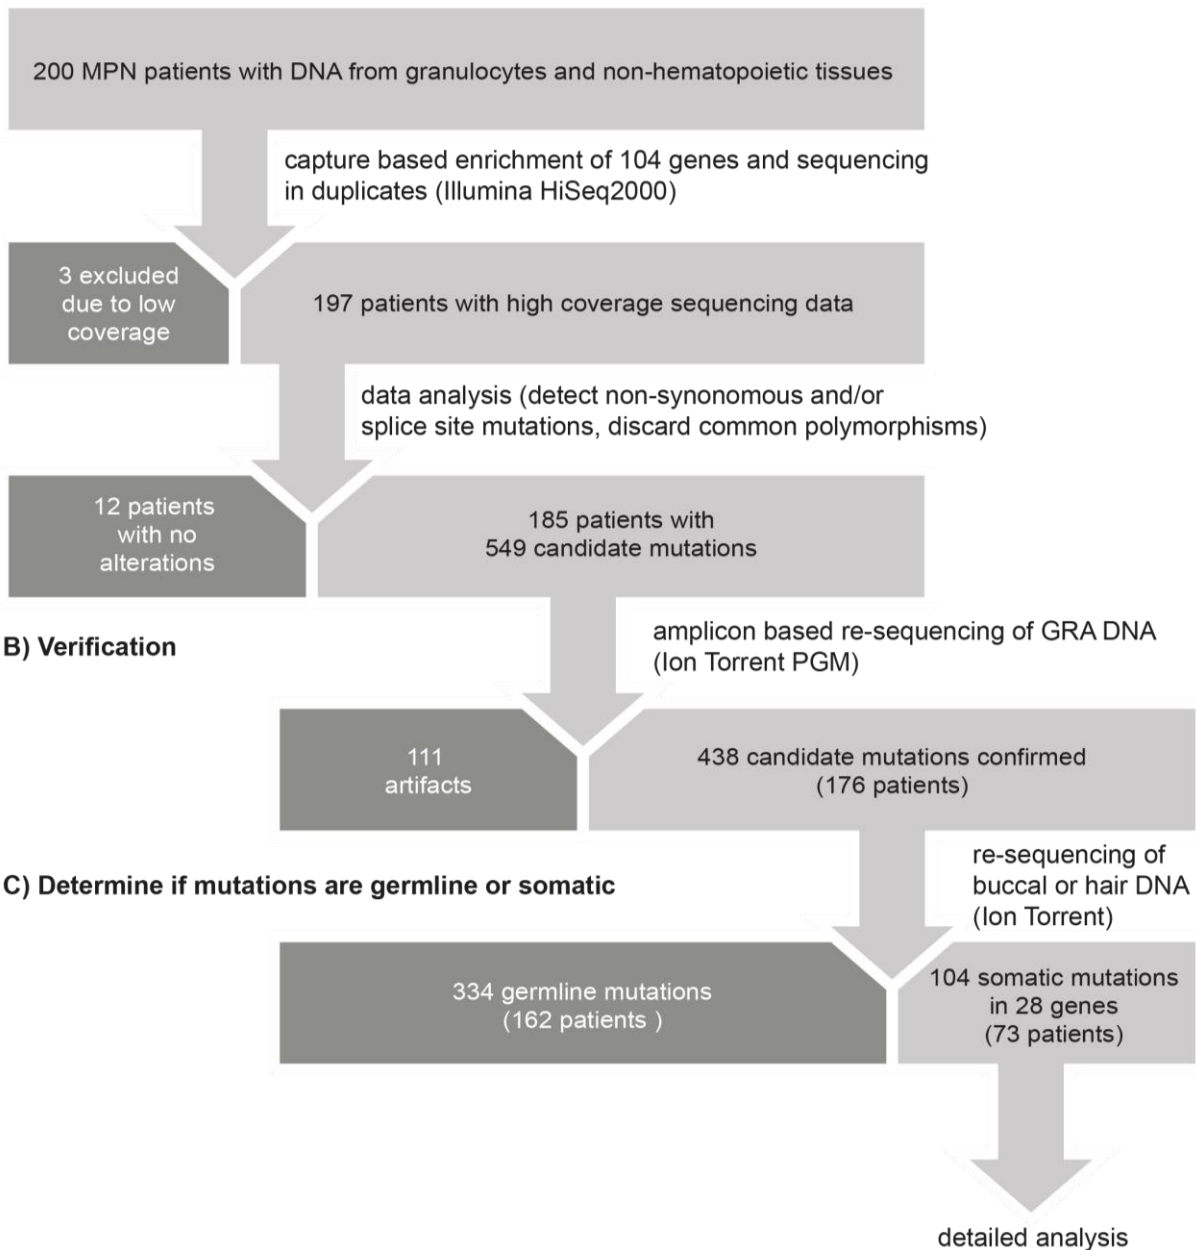 200 MPN patients with DNA from granulocytes and non-hematopoietic tissues
capture based enrichment of 104 genes and sequencing
in duplicates (Illumina HiSeq2000)
3 excluded
due to low
coverage
197 patients with high coverage sequencing data
data analysis (detect non-synonomous and/or
splice site mutations, discard common polymorphisms)
12 patients
with no
alterations
185 patients with
549 candidate mutations
B) Verification
amplicon based re-sequencing of GRA DNA
(Ion Torrent PGM)
111
artifacts
438 candidate mutations confirmed
(176 patients)
C) Determine if mutations are germline or somatic
re-sequencing of
buccal or hair DNA
(Ion Torrent)
334 germline mutations
(162 patients )
104 somatic mutations
in 28 genes
(73 patients)
detailed analysis